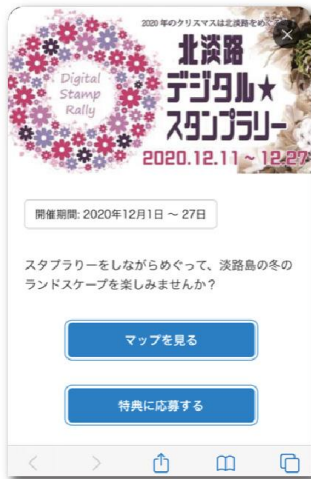 2020年のクリスマスは北淡路をめ
北淡路
デジタル★
スタンプラリー
Digital
Stamp
Rally
2020.12.11～12.27
開催期間: 2020年12月1日 ～ 27日
スタプラリーをしながらめぐって、淡路島の冬の
ランドスケープを楽しみませんか？
マップを見る
特典に応募する